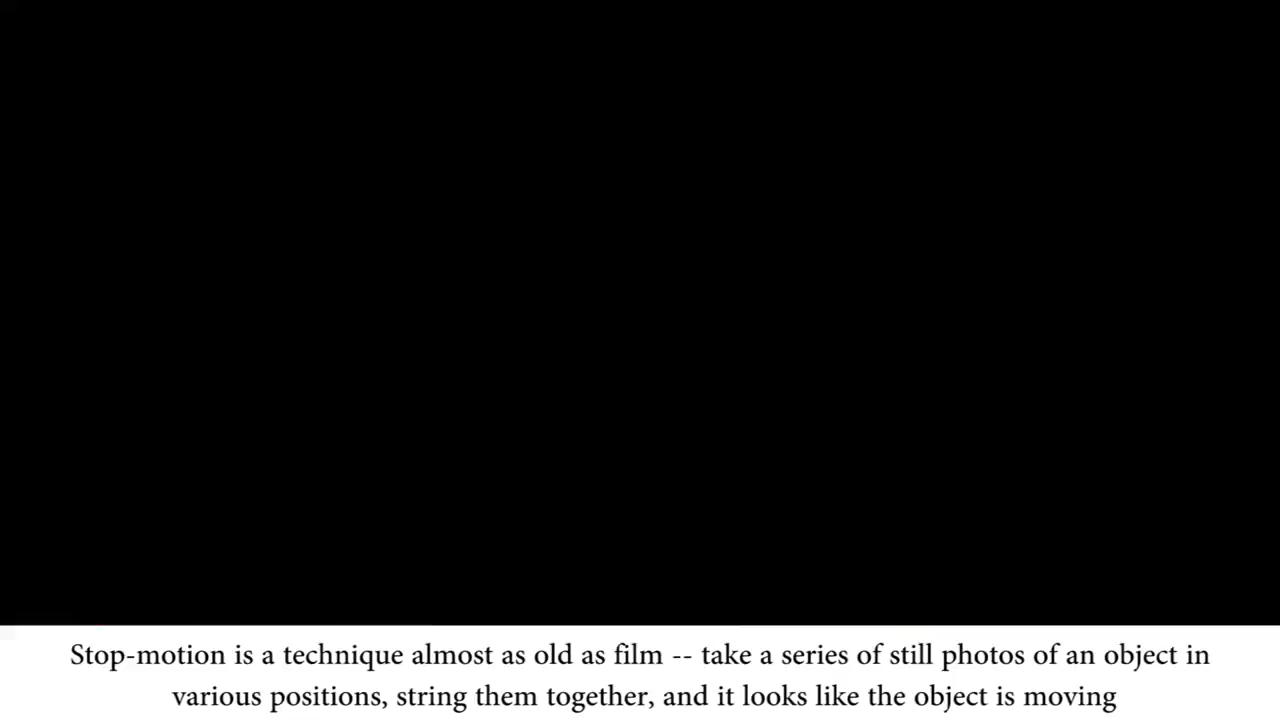 Stop-motion is a technique almost as old as film -- take a series of still photos of an object in
various positions, string them together, and it looks like the object is moving